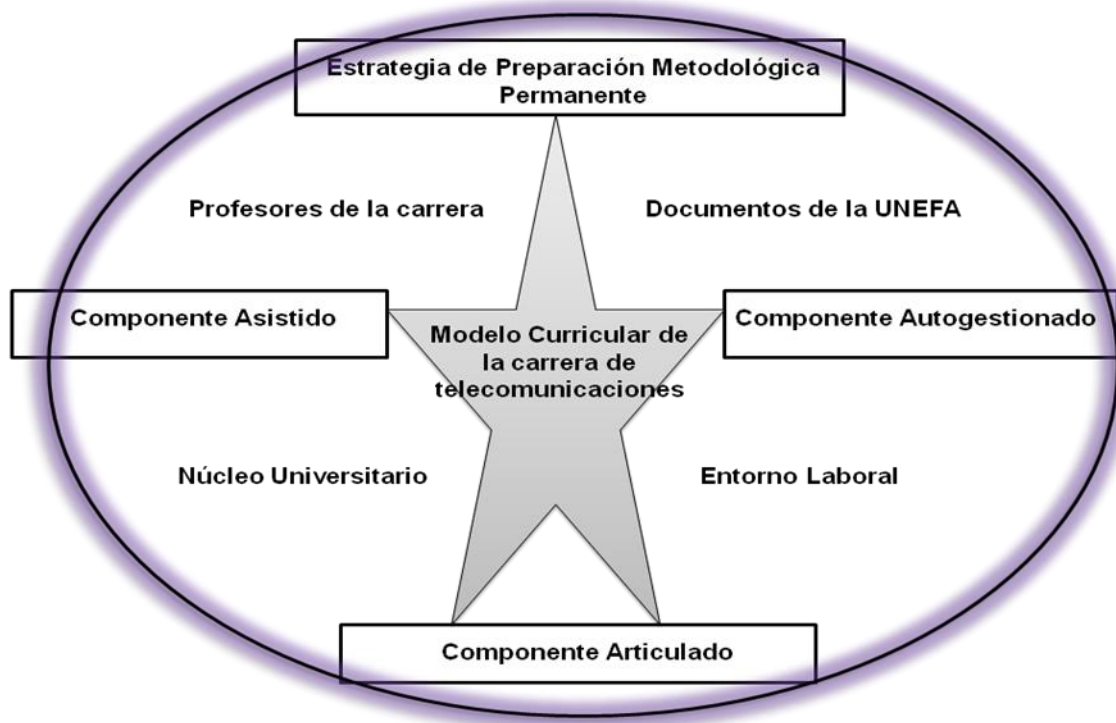 Estrategia de Preparación Metodológica
Permanente
Profesores de la carrera
Documentos de la UNEFA
Componente Asistido
Modelo Curricular de
la carrera de
telecomunicaciones
Componente Autogestionado
Núcleo Universitario
Entorno Laboral
Componente Articulado